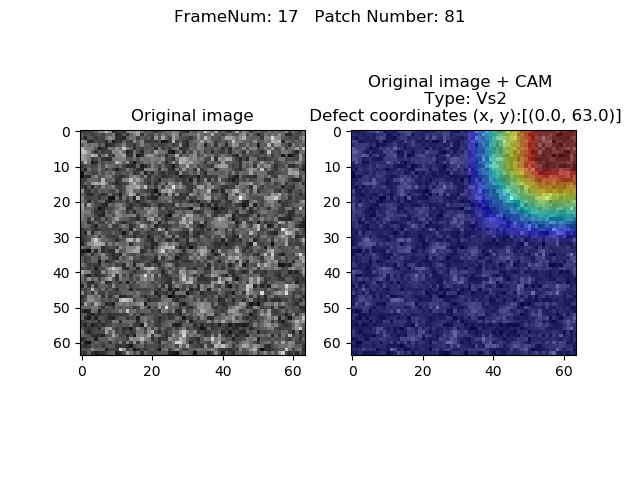 FrameNum: 17   Patch Number: 81
Original image
Original image + CAM
Type: Vs2
Defect coordinates (x, y):[(0.0, 63.0)]
0
10
20
30
40
50
60
0 20 40 60
0
10
20
30
40
50
60
0 20 40 60